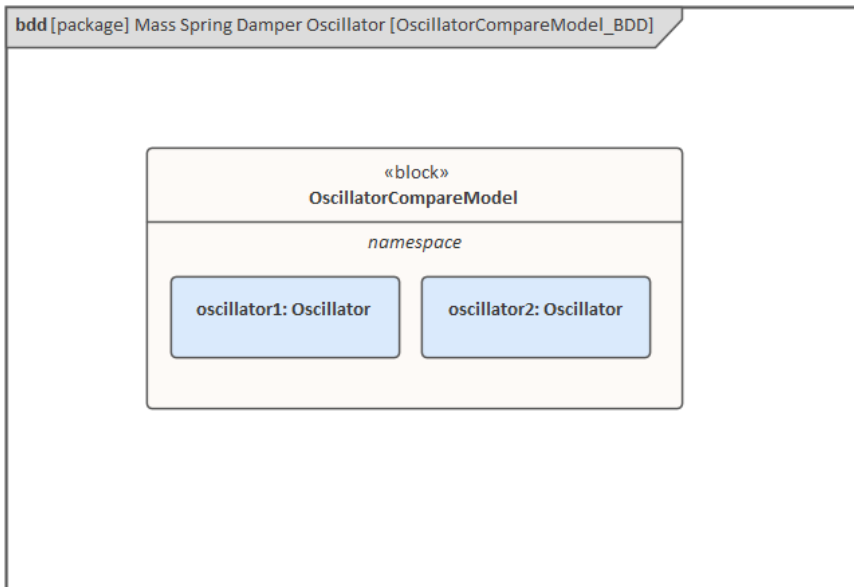 bdd [package] Mass Spring Damper Oscillator [OscillatorCompareModel_BDD]
«block»
OscillatorCompareModel
namespace
oscillator1: Oscillator
oscillator2: Oscillator